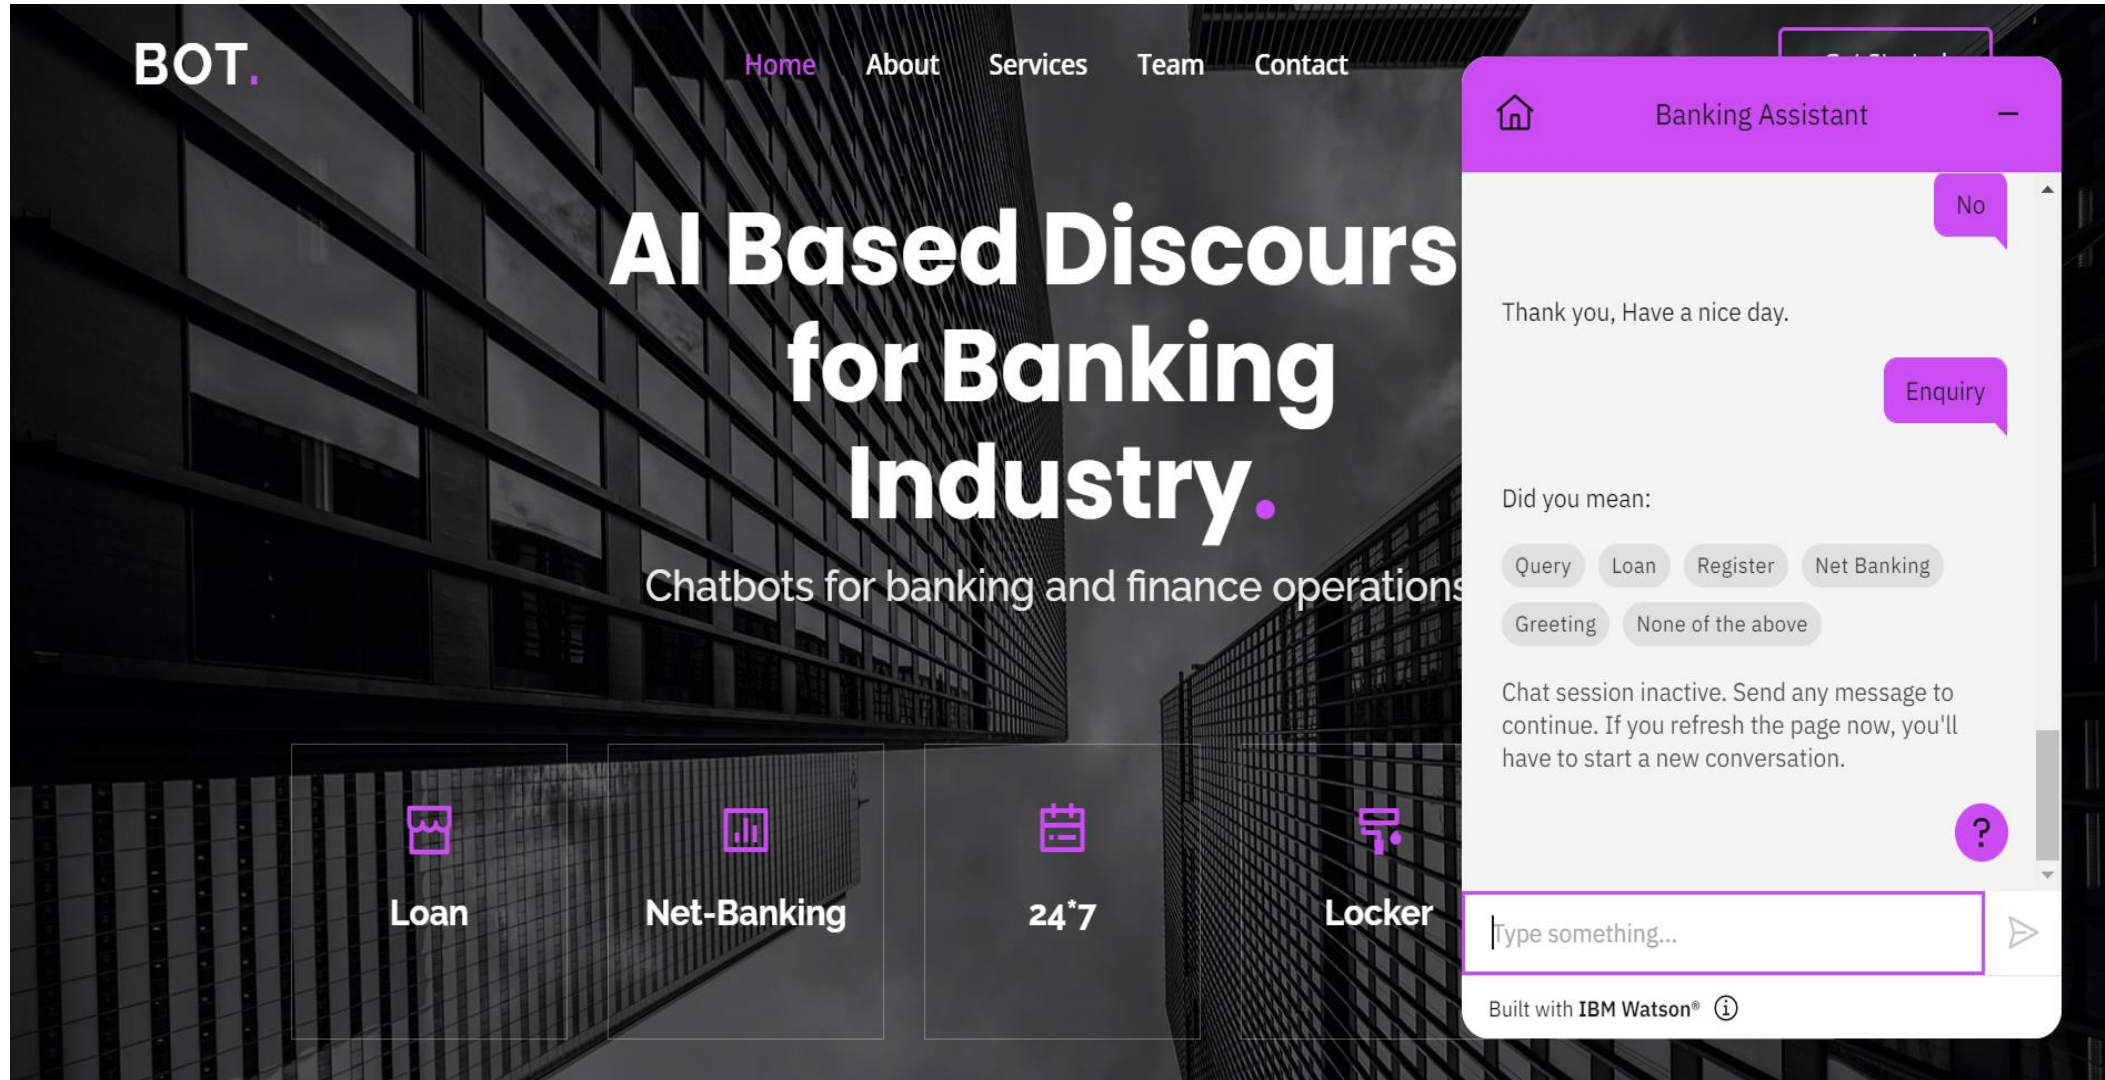 BOT.
Home About Services Team Contact
AI Based Discours
for Banking
Industry.
Chatbots for banking and finance operations
Loan
Net-Banking
24*7
Locker
Banking Assistant
No
Thank you, Have a nice day.
Enquiry
Did you mean:
Query Loan Register Net Banking
Greeting None of the above
Chat session inactive. Send any message to
continue. If you refresh the page now, you'll
have to start a new conversation.
?
Type something...
Built with IBM Watson®